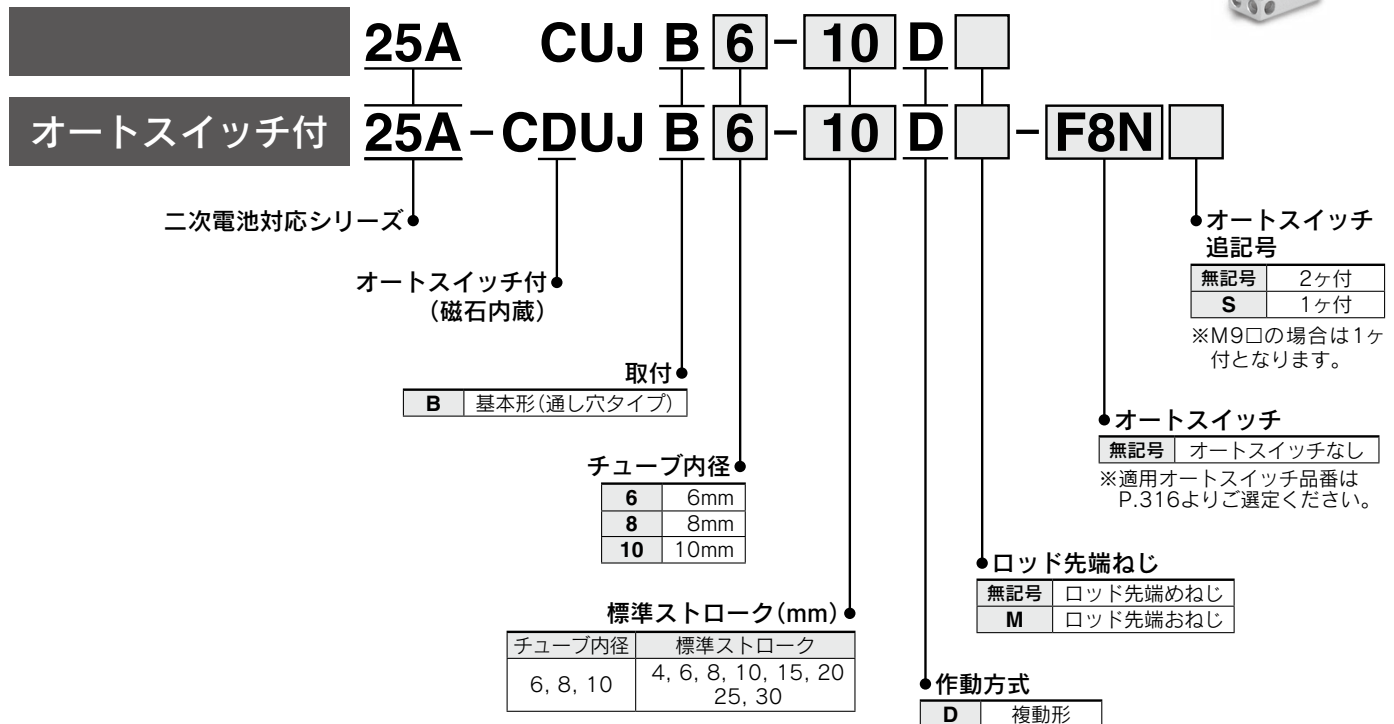 25A CUJ B 6 - 10 D
オートスイッチ付 25A - CDUJ B 6 - 10 D - F8N
二次電池対応シリーズ
オートスイッチ付
（磁石内蔵）
取付
B 基本形（通し穴タイプ）
チューブ内径
6 6mm
8 8mm
10 10mm
標準ストローク（mm）
チューブ内径 標準ストローク
6, 8, 10 4, 6, 8, 10, 15, 20
25, 30
オートスイッチ
追記号
無記号 2ヶ付
S 1ヶ付
※M9□の場合は1ヶ
付となります。
オートスイッチ
無記号 オートスイッチなし
※適用オートスイッチ品番は
P.316よりご選定ください。
ロッド先端ねじ
無記号 ロッド先端めねじ
M ロッド先端おねじ
作動方式
D 複動形